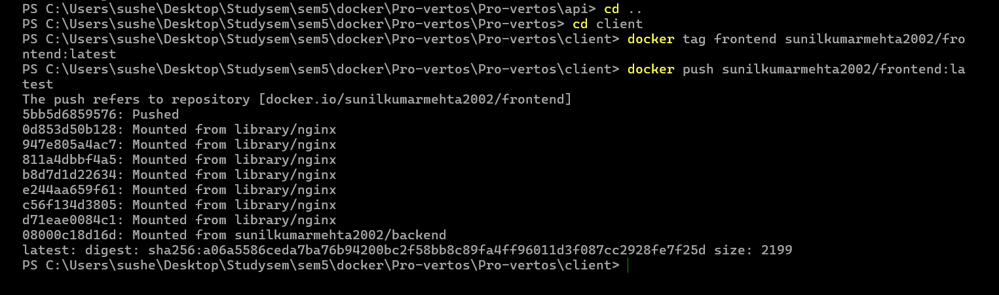 PS C:\Users\sushe\Desktop\Studysem\sem5\docker\Pro-vertos\Pro-vertos\api> cd ..
PS C:\Users\sushe\Desktop\Studysem\sem5\docker\Pro-vertos\Pro-vertos> cd client
PS C:\Users\sushe\Desktop\Studysem\sem5\docker\Pro-vertos\Pro-vertos\client> docker tag frontend sunilkumarmehta2002/fro
ntend:latest
PS C:\Users\sushe\Desktop\Studysem\sem5\docker\Pro-vertos\Pro-vertos\client> docker push sunilkumarmehta2002/frontend:la
test
The push refers to repository [docker.io/sunilkumarmehta2002/frontend]
5bb5d6859576: Pushed
0d853d50b128: Mounted from library/nginx
947e805a4ac7: Mounted from library/nginx
811a4dbbf4a5: Mounted from library/nginx
b8d7d1d22634: Mounted from library/nginx
e244aa659f61: Mounted from library/nginx
c56f134d3805: Mounted from library/nginx
d71eae0084c1: Mounted from library/nginx
08000c18d16d: Mounted from sunilkumarmehta2002/backend
latest: digest: sha256:a06a5586ceda7ba76b94200bc2f58bb8c89fa4ff96011d3f087cc2928fe7f25d size: 2199
PS C:\Users\sushe\Desktop\Studysem\sem5\docker\Pro-vertos\Pro-vertos\client>